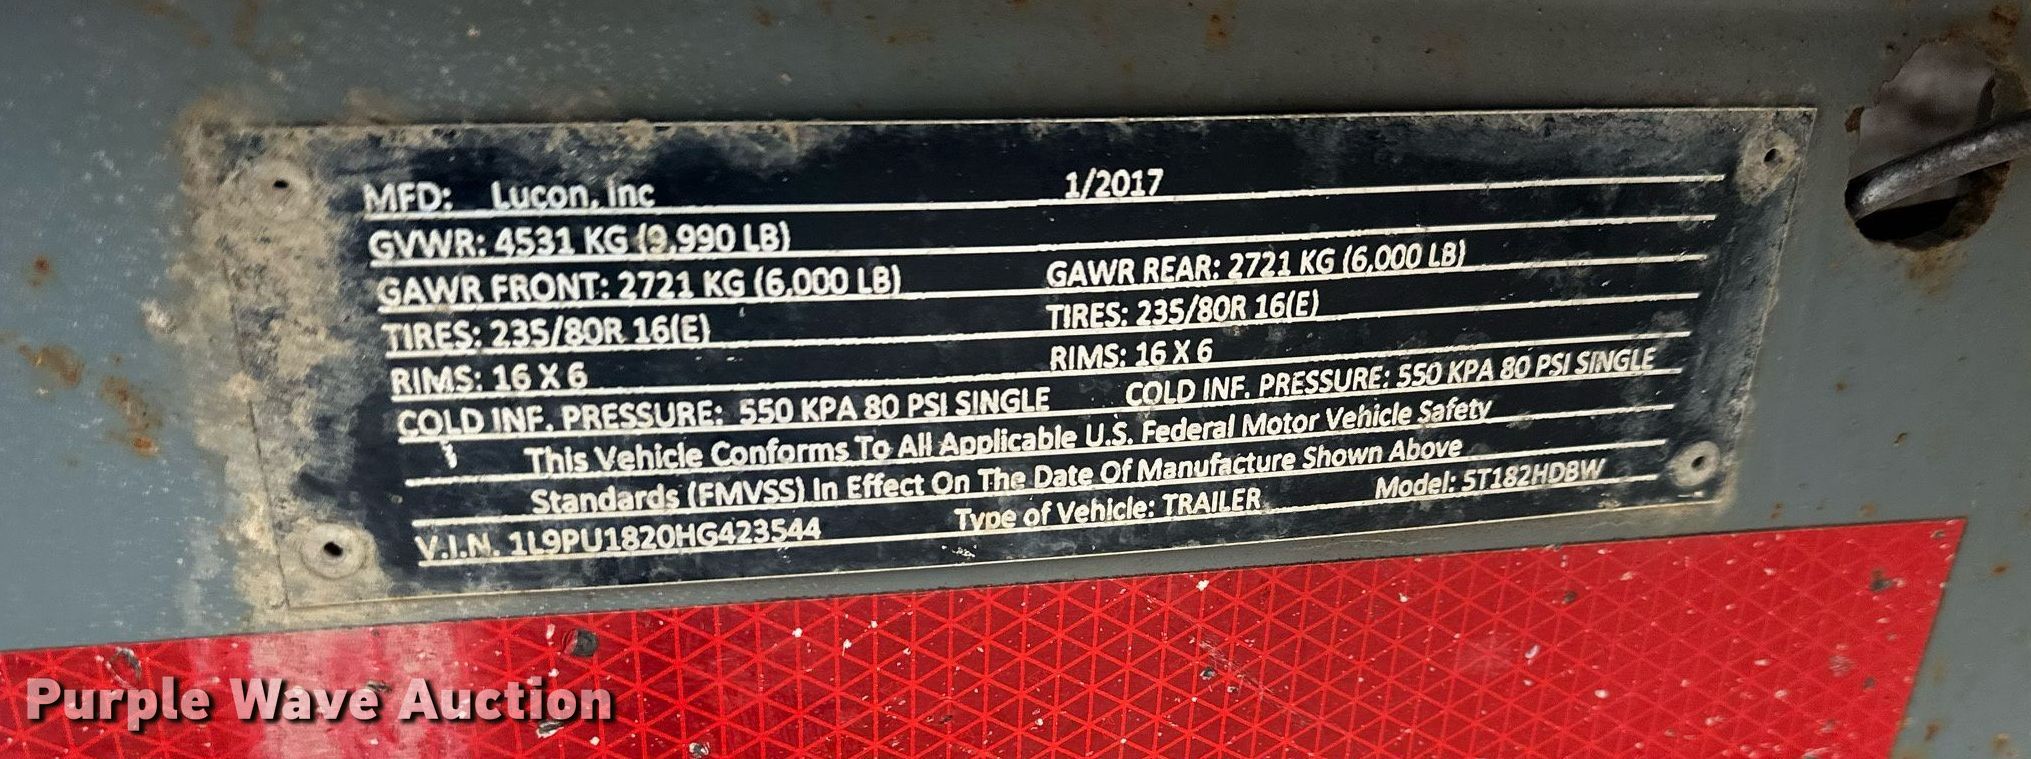 MFD: Lucon, Inc 1/2017
GVWR: 4531 KG (9,990 LB)
GAWR FRONT: 2721 KG (6,000 LB) GAWR REAR: 2721 KG (6,000 LB)
TIRES: 235/80R 16(E) TIRES: 235/80R 16(E)
RIMS: 16 X 6 RIMS: 16 X 6
COLD INF. PRESSURE: 550 KPA 80 PSI SINGLE COLD INF. PRESSURE: 550 KPA 80 PSI SINGLE
This Vehicle Conforms To All Applicable U.S. Federal Motor Vehicle Safety
Standards (FMVSS) In Effect On The Date Of Manufacture Shown Above
V.I.N. 1L9PU1820HG423544 Type of Vehicle: TRAILER Model: 5T182HDBW
Purple Wave Auction